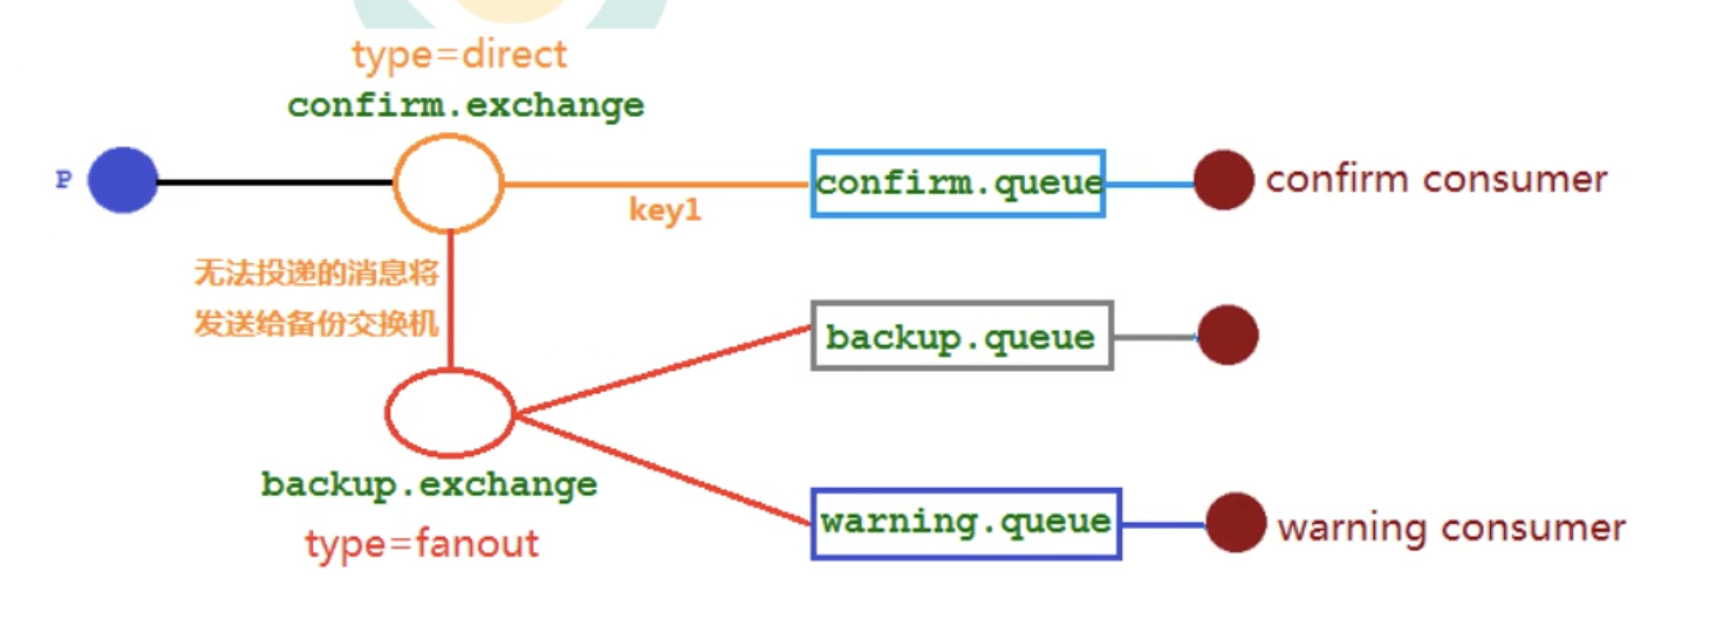 type=direct
confirm.exchange
P
confirm.queue
confirm consumer
key1
无法投递的消息将
发送给备份交换机
backup.queue
backup.exchange
type=fanout
warning.queue
warning consumer